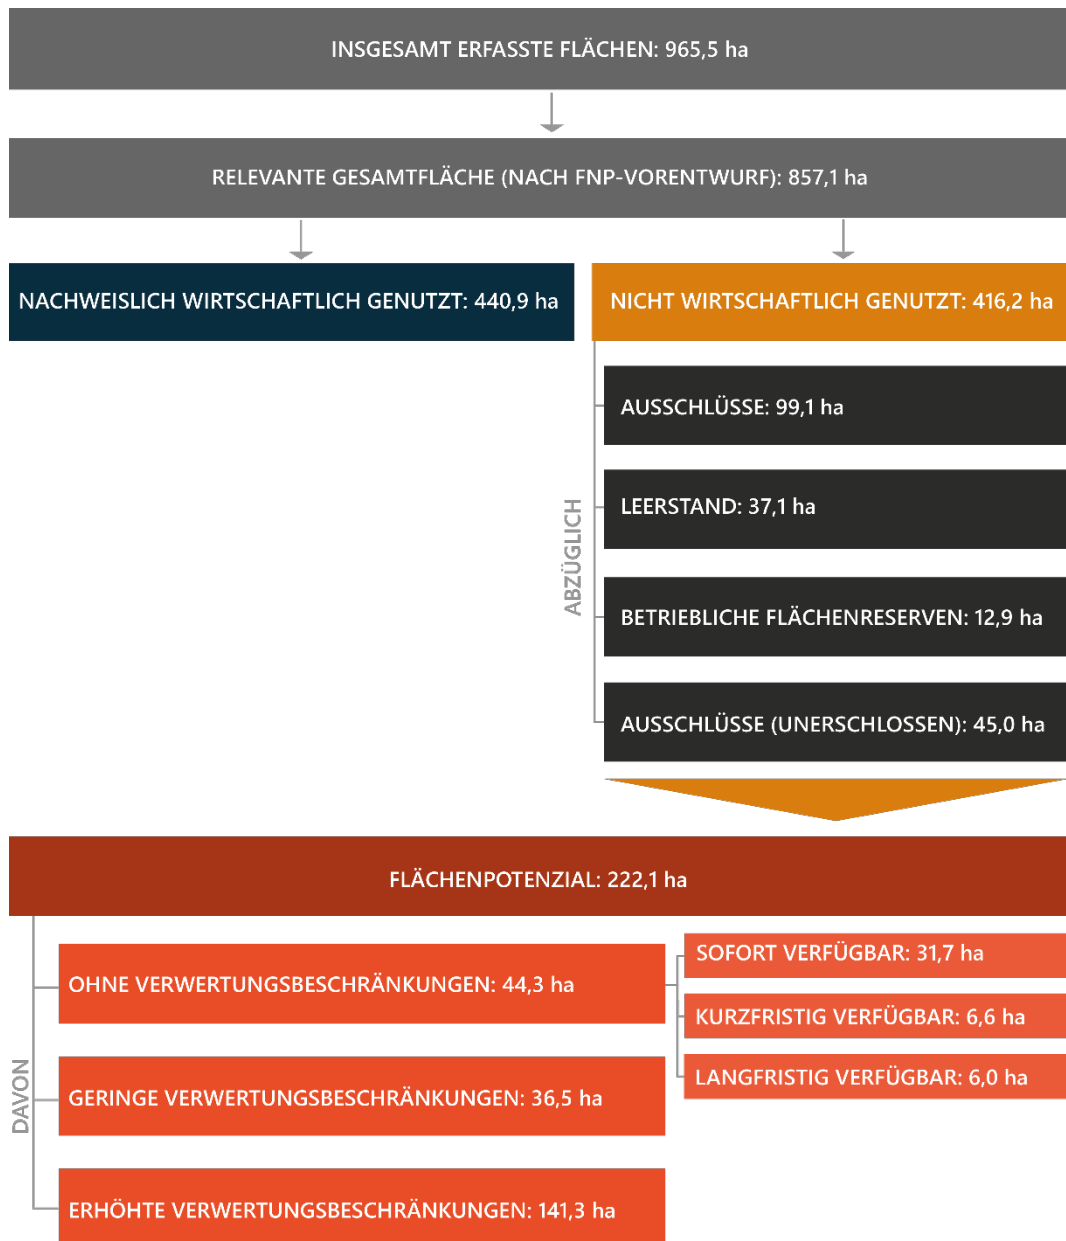 INSGESAMT ERFASSTE FLÄCHEN: 965,5 ha
RELEVANTE GESAMTFLÄCHE (NACH FNP-VORENTWURF): 857,1 ha
NACHWEISLICH WIRTSCHAFTLICH GENUTZT: 440,9 ha
NICHT WIRTSCHAFTLICH GENUTZT: 416,2 ha
ABZÜGLICH
AUSSCHLÜSSE: 99,1 ha
LEERSTAND: 37,1 ha
BETRIEBLICHE FLÄCHENRESERVEN: 12,9 ha
AUSSCHLÜSSE (UNERSCHLOSSEN): 45,0 ha
FLÄCHENPOTENZIAL: 222,1 ha
DAVON
OHNE VERWERTUNGSBESCHRÄNKUNGEN: 44,3 ha
SOFORT VERFÜGBAR: 31,7 ha
KURZFRISTIG VERFÜGBAR: 6,6 ha
LANGFRISTIG VERFÜGBAR: 6,0 ha
GERINGE VERWERTUNGSBESCHRÄNKUNGEN: 36,5 ha
ERHÖHTE VERWERTUNGSBESCHRÄNKUNGEN: 141,3 ha